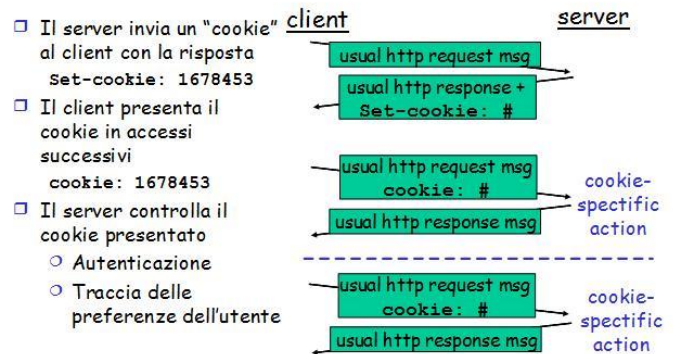 Il server invia un "cookie"
al client con la risposta
Set-cookie: 1678453
Il client presenta il
cookie in accessi
successivi
cookie: 1678453
Il server controlla il
cookie presentato
Autenticazione
Traccia delle
preferenze dell'utente
client
server
usual http request msg
usual http response +
Set-cookie: #
usual http request msg
cookie: #
usual http response msg
cookie-
spectific
action
usual http request msg
cookie: #
usual http response msg
cookie-
spectific
action